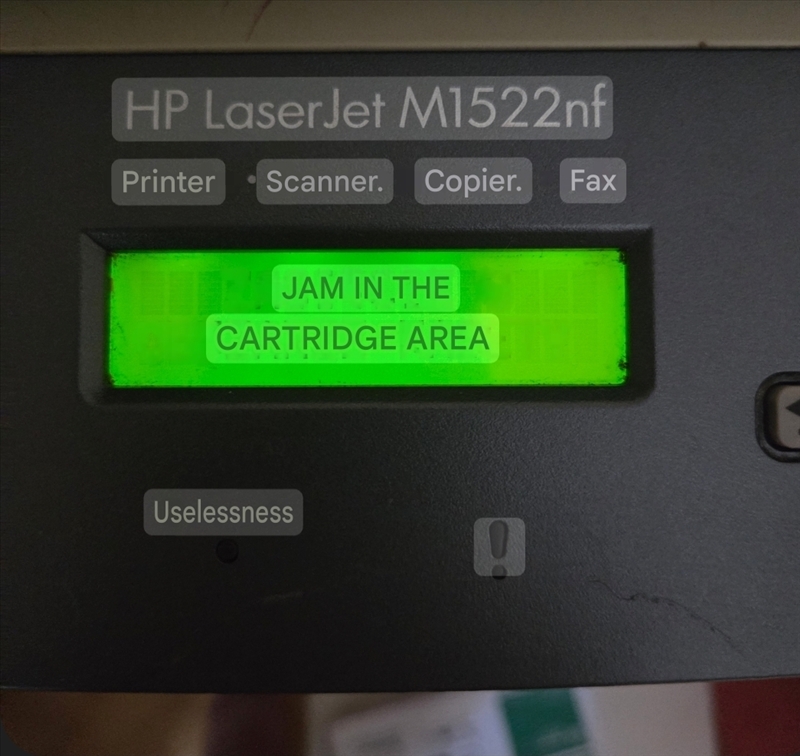 HP LaserJet M1522nf
Printer • Scanner. Copier. Fax
JAM IN THE
CARTRIDGE AREA
Uselessness
!